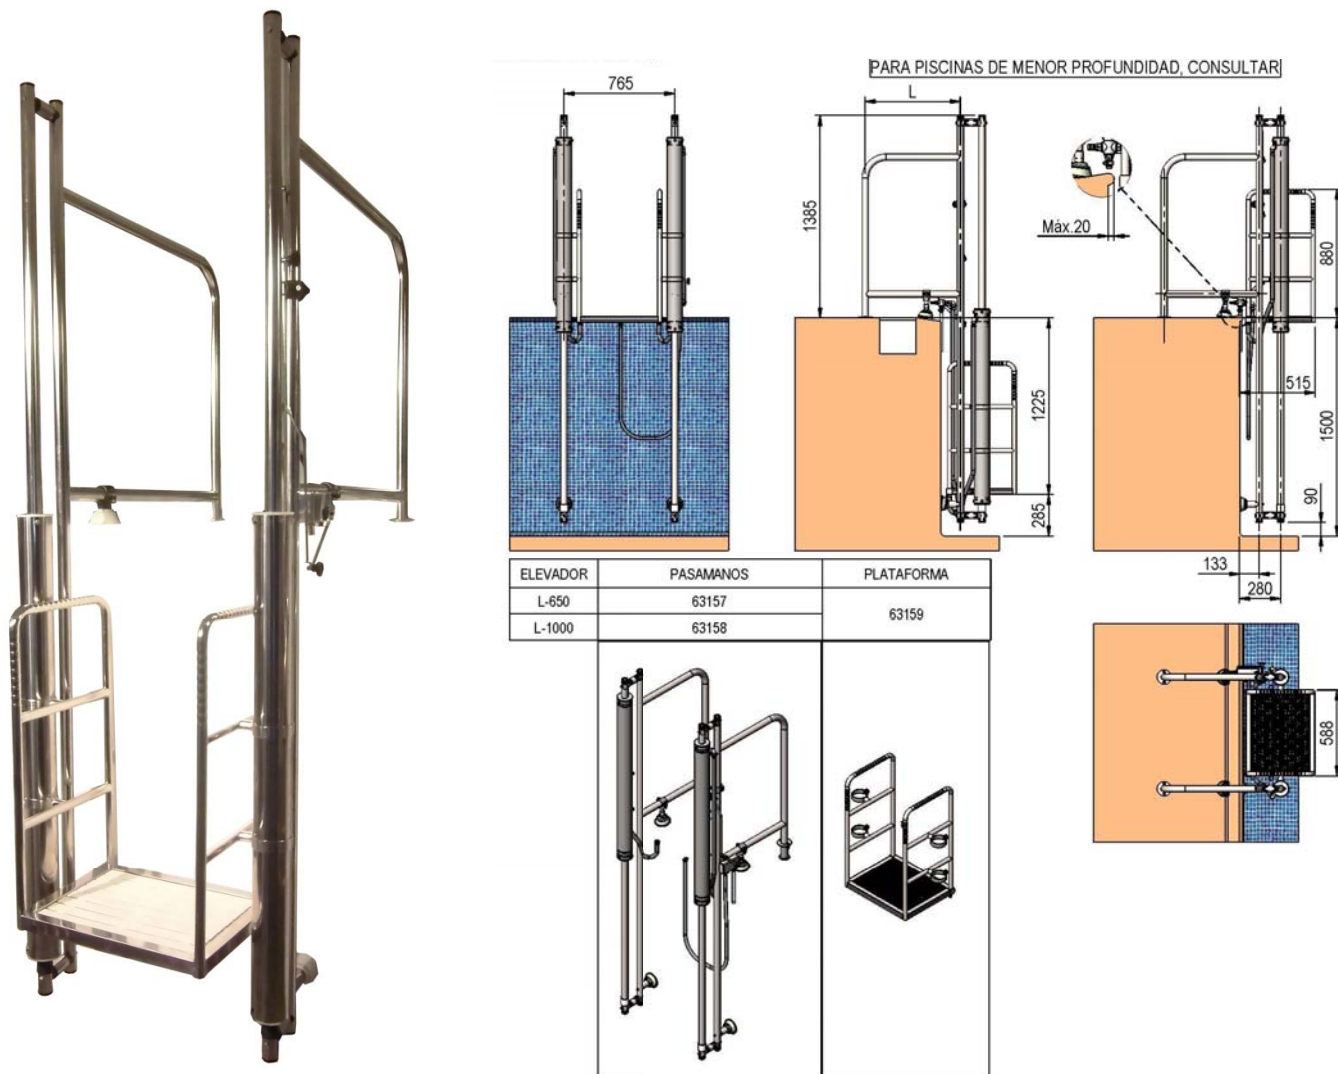 PARA PISCINAS DE MENOR PROFUNDIDAD, CONSULTAR
765
L
1385
1225
285
Máx.20
880
515
1500
90
133
280
588
ELEVADOR PASAMANOS PLATAFORMA
L-650 63157 63159
L-1000 63158